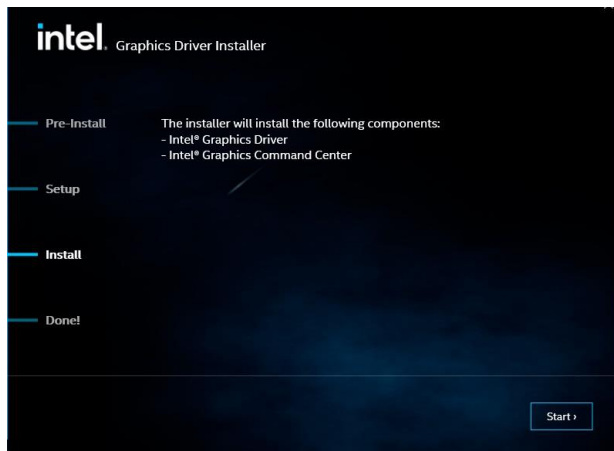 intel. Graphics Driver Installer
Pre-Install
The installer will install the following components:
- Intel® Graphics Driver
- Intel® Graphics Command Center
Setup
Install
Done!
Start ›